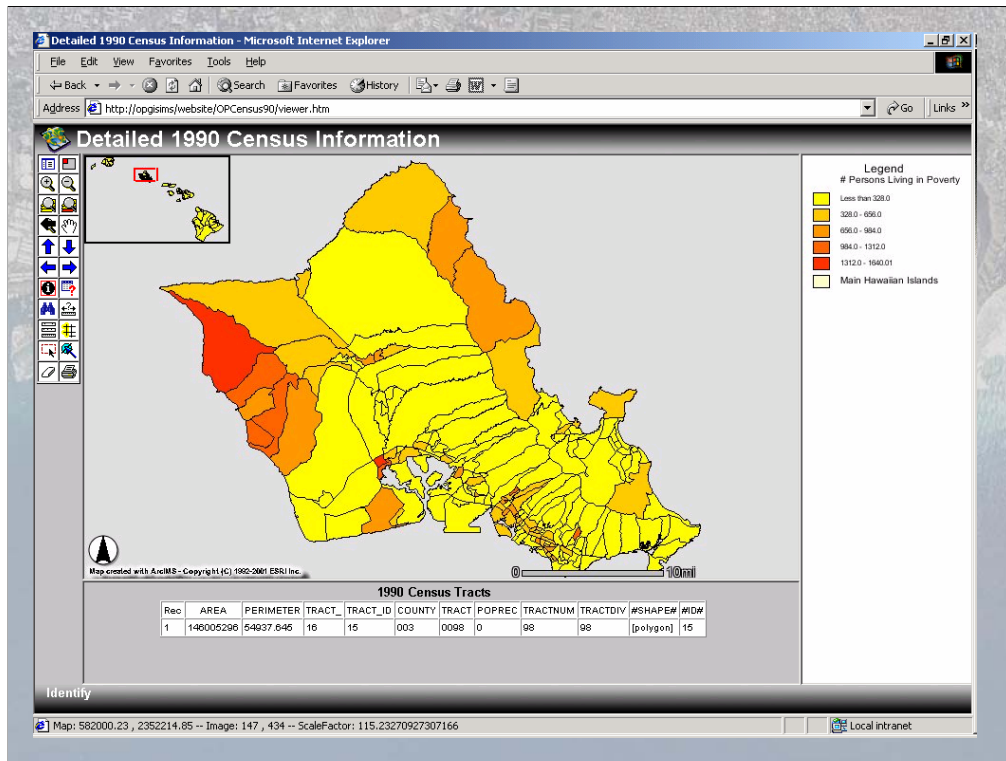 Detailed 1990 Census Information - Microsoft Internet Explorer
File Edit View Favorites Tools Help
Back Search Favorites History
Address http://opgisims/website/OPCensus90/viewer.htm Go Links »
Detailed 1990 Census Information
Legend
# Persons Living in Poverty
Less than 328.0
328.0 - 656.0
656.0 - 984.0
984.0 - 1312.0
1312.0 - 1640.01
Main Hawaiian Islands
Map created with ArcIMS - Copyright (C) 1992-2001 ESRI Inc.
0 10mi
1990 Census Tracts
Rec AREA PERIMETER TRACT_ TRACT_ID COUNTY TRACT POPREC TRACTNUM TRACTDIV #SHAPE# #ID#
1 146005296 54937.645 16 15 003 0098 0 98 98 [polygon] 15
Identify
Map: 582000.23 , 2352214.85 -- Image: 147 , 434 -- ScaleFactor: 115.23270927307166 Local intranet